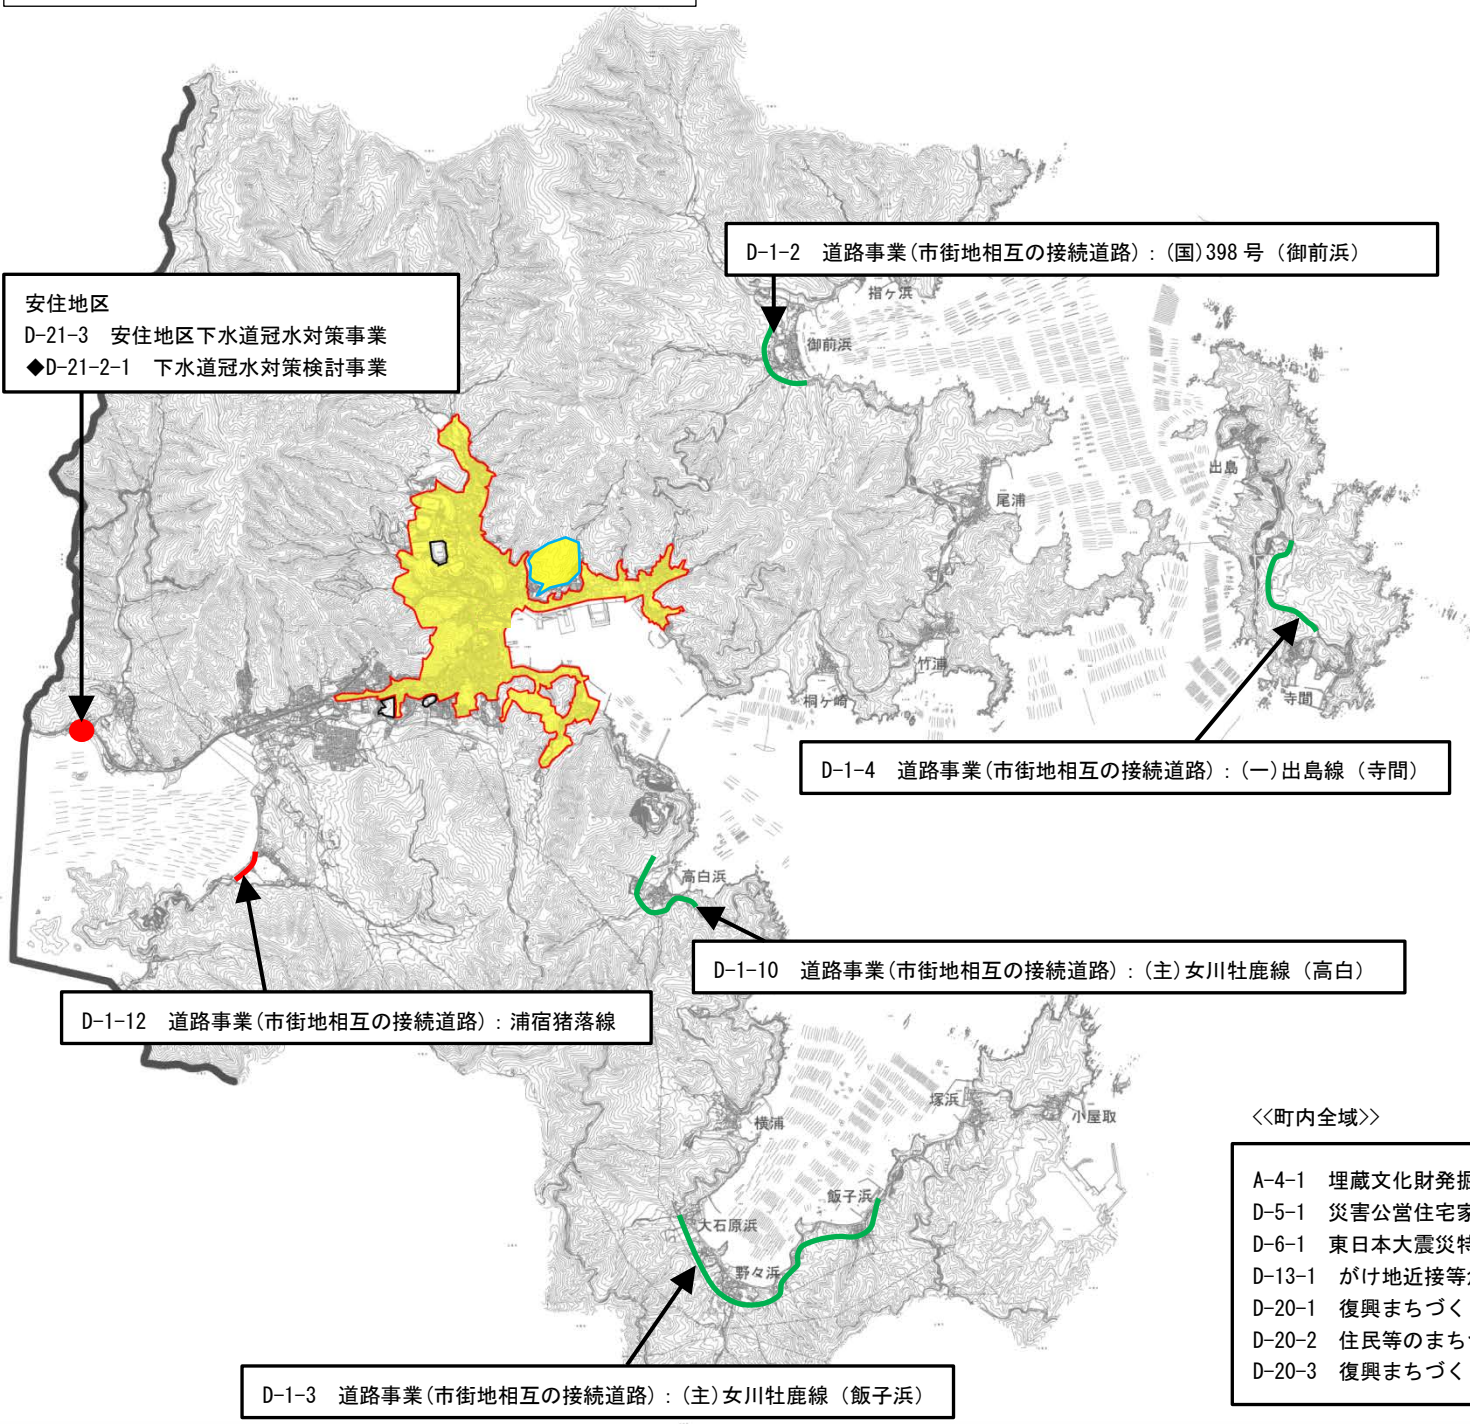 D-1-2　道路事業(市街地相互の接続道路)：(国)398号（御前浜）
指ヶ浜
御前浜
安住地区
D-21-3　安住地区下水道冠水対策事業
◆D-21-2-1　下水道冠水対策検討事業
出島
尾浦
竹浦
桐ヶ崎
寺間
D-1-4　道路事業(市街地相互の接続道路)：(一)出島線（寺間）
高白浜
D-1-10　道路事業(市街地相互の接続道路)：(主)女川牡鹿線（高白）
D-1-12　道路事業(市街地相互の接続道路)：浦宿猪落線
塚浜
小屋取
横浦
飯子浜
大石原浜
野々浜
<<町内全域>>
A-4-1　埋蔵文化財発掘
D-5-1　災害公営住宅家
D-6-1　東日本大震災特
D-13-1　がけ地近接等
D-20-1　復興まちづく
D-20-2　住民等のまち
D-20-3　復興まちづく
D-1-3　道路事業(市街地相互の接続道路)：(主)女川牡鹿線（飯子浜）